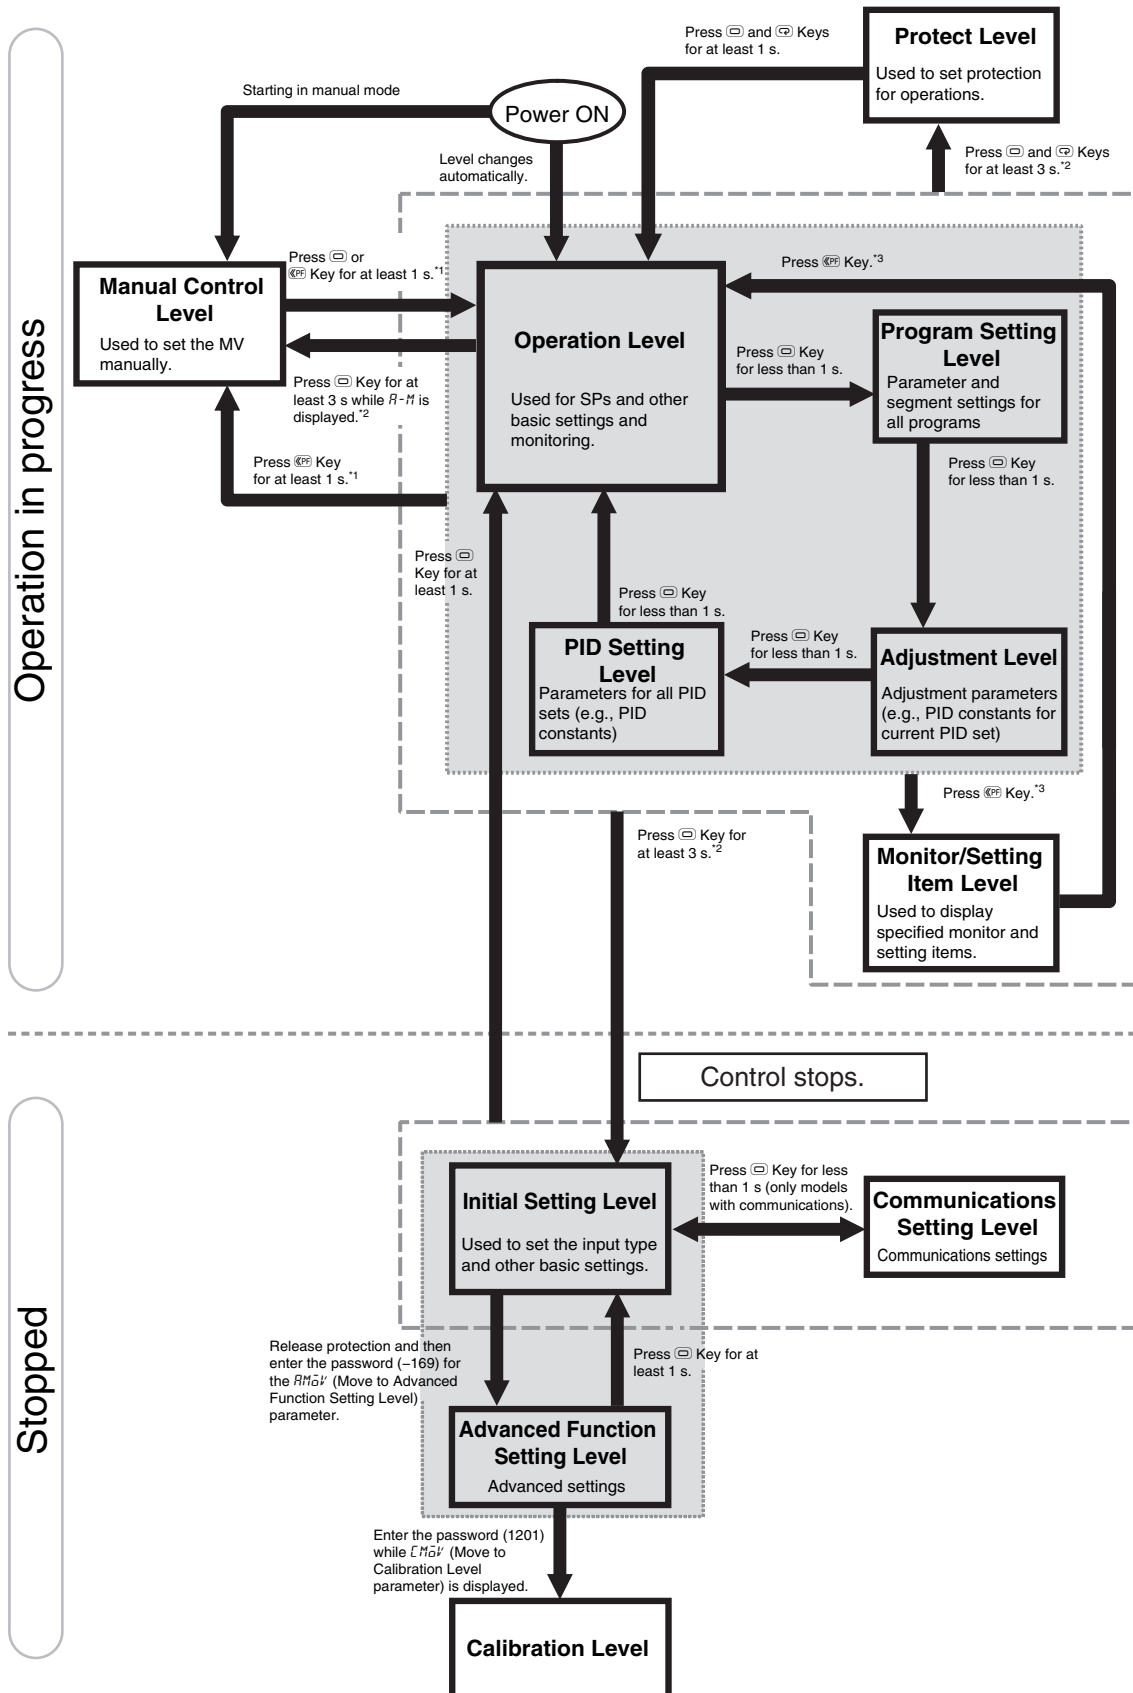 Operation in progress
Stopped
Protect Level
Used to set protection
for operations.
Press and Keys
for at least 1 s.
Starting in manual mode
Power ON
Level changes
automatically.
Press and Keys
for at least 3 s.*2
Manual Control
Level
Used to set the MV
manually.
Press or
PF Key for at least 1 s.*1
Press Key for at
least 3 s while A-M is
displayed.*2
Press PF Key
for at least 1 s.*1
Operation Level
Used for SPs and other
basic settings and
monitoring.
Press PF Key.*3
Press Key
for less than 1 s.
Program Setting
Level
Parameter and
segment settings for
all programs
Press Key
for less than 1 s.
Press
Key for at
least 1 s.
Press Key
for less than 1 s.
PID Setting
Level
Parameters for all PID
sets (e.g., PID
constants)
Press Key
for less than 1 s.
Adjustment Level
Adjustment parameters
(e.g., PID constants for
current PID set)
Press PF Key.*3
Press Key for
at least 3 s.*2
Monitor/Setting
Item Level
Used to display
specified monitor and
setting items.
Control stops.
Initial Setting Level
Used to set the input type
and other basic settings.
Press Key for less
than 1 s (only models
with communications).
Communications
Setting Level
Communications settings
Release protection and then
enter the password (–169) for
the AMoV (Move to Advanced
Function Setting Level)
parameter.
Press Key for at
least 1 s.
Advanced Function
Setting Level
Advanced settings
Enter the password (1201)
while CMoV (Move to
Calibration Level
parameter) is displayed.
Calibration Level